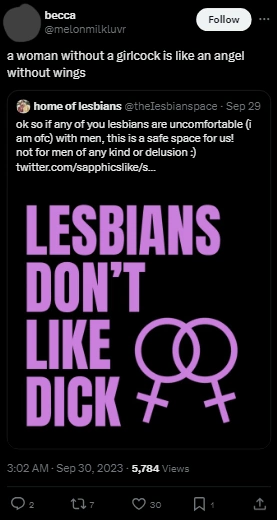 becca
@melonmilkluvr
Follow
a woman without a girlcock is like an angel
without wings
home of lesbians @thelesbianspace · Sep 29
ok so if any of you lesbians are uncomfortable (i
am ofc) with men, this is a safe space for us!
not for men of any kind or delusion :)
twitter.com/sapphicslike/s...
LESBIANS
DON'T
LIKE
DICK
3:02 AM · Sep 30, 2023 · 5,784 Views
2 7 30 1